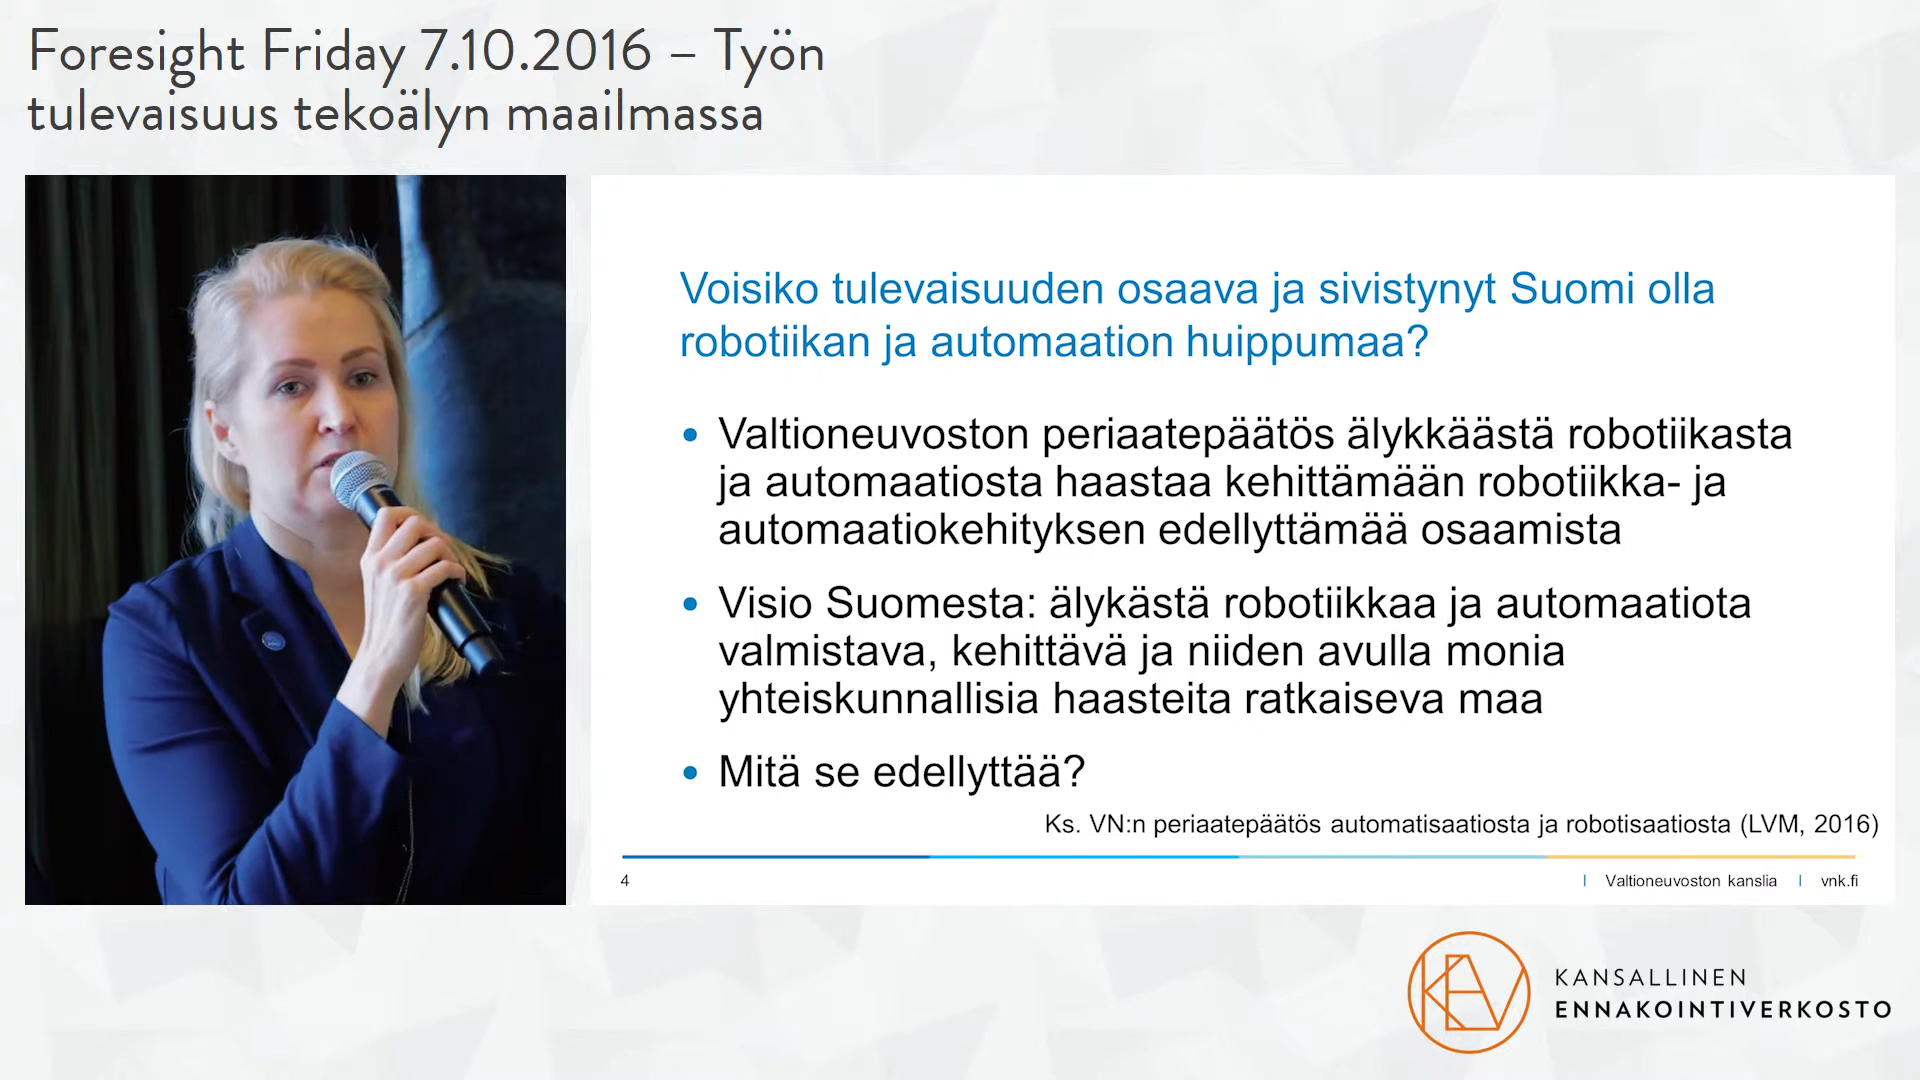 Foresight Friday 7.10.2016 – Työn
tulevaisuus tekoälyn maailmassa
Voisiko tulevaisuuden osaava ja sivistynyt Suomi olla
robotiikan ja automaation huippumaa?
• Valtioneuvoston periaatepäätös älykkäästä robotiikasta
ja automaatiosta haastaa kehittämään robotiikka- ja
automaatiokehityksen edellyttämää osaamista
• Visio Suomesta: älykästä robotiikkaa ja automaatiota
valmistava, kehittävä ja niiden avulla monia
yhteiskunnallisia haasteita ratkaiseva maa
• Mitä se edellyttää?
Ks. VN:n periaatepäätös automatisaatiosta ja robotisaatiosta (LVM, 2016)
4 | Valtioneuvoston kanslia | vnk.fi
KEV
KANSALLINEN
ENNAKOINTIVERKOSTO